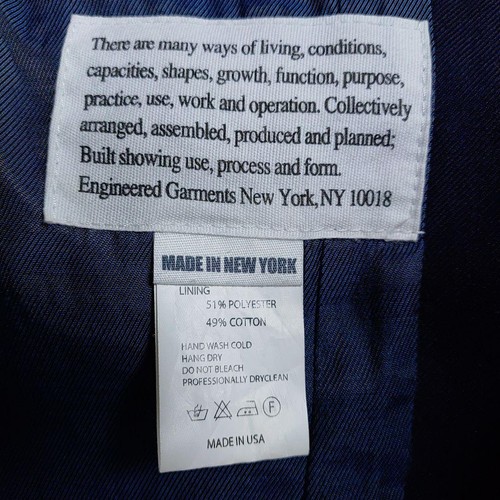 There are many ways of living, conditions,
capacities, shapes, growth, function, purpose,
practice, use, work and operation. Collectively
arranged, assembled, produced and planned;
Built showing use, process and form.
Engineered Garments New York, NY 10018
MADE IN NEW YORK
LINING
51% POLYESTER
49% COTTON
HAND WASH COLD
HANG DRY
DO NOT BLEACH
PROFESSIONALLY DRYCLEAN
F
MADE IN USA